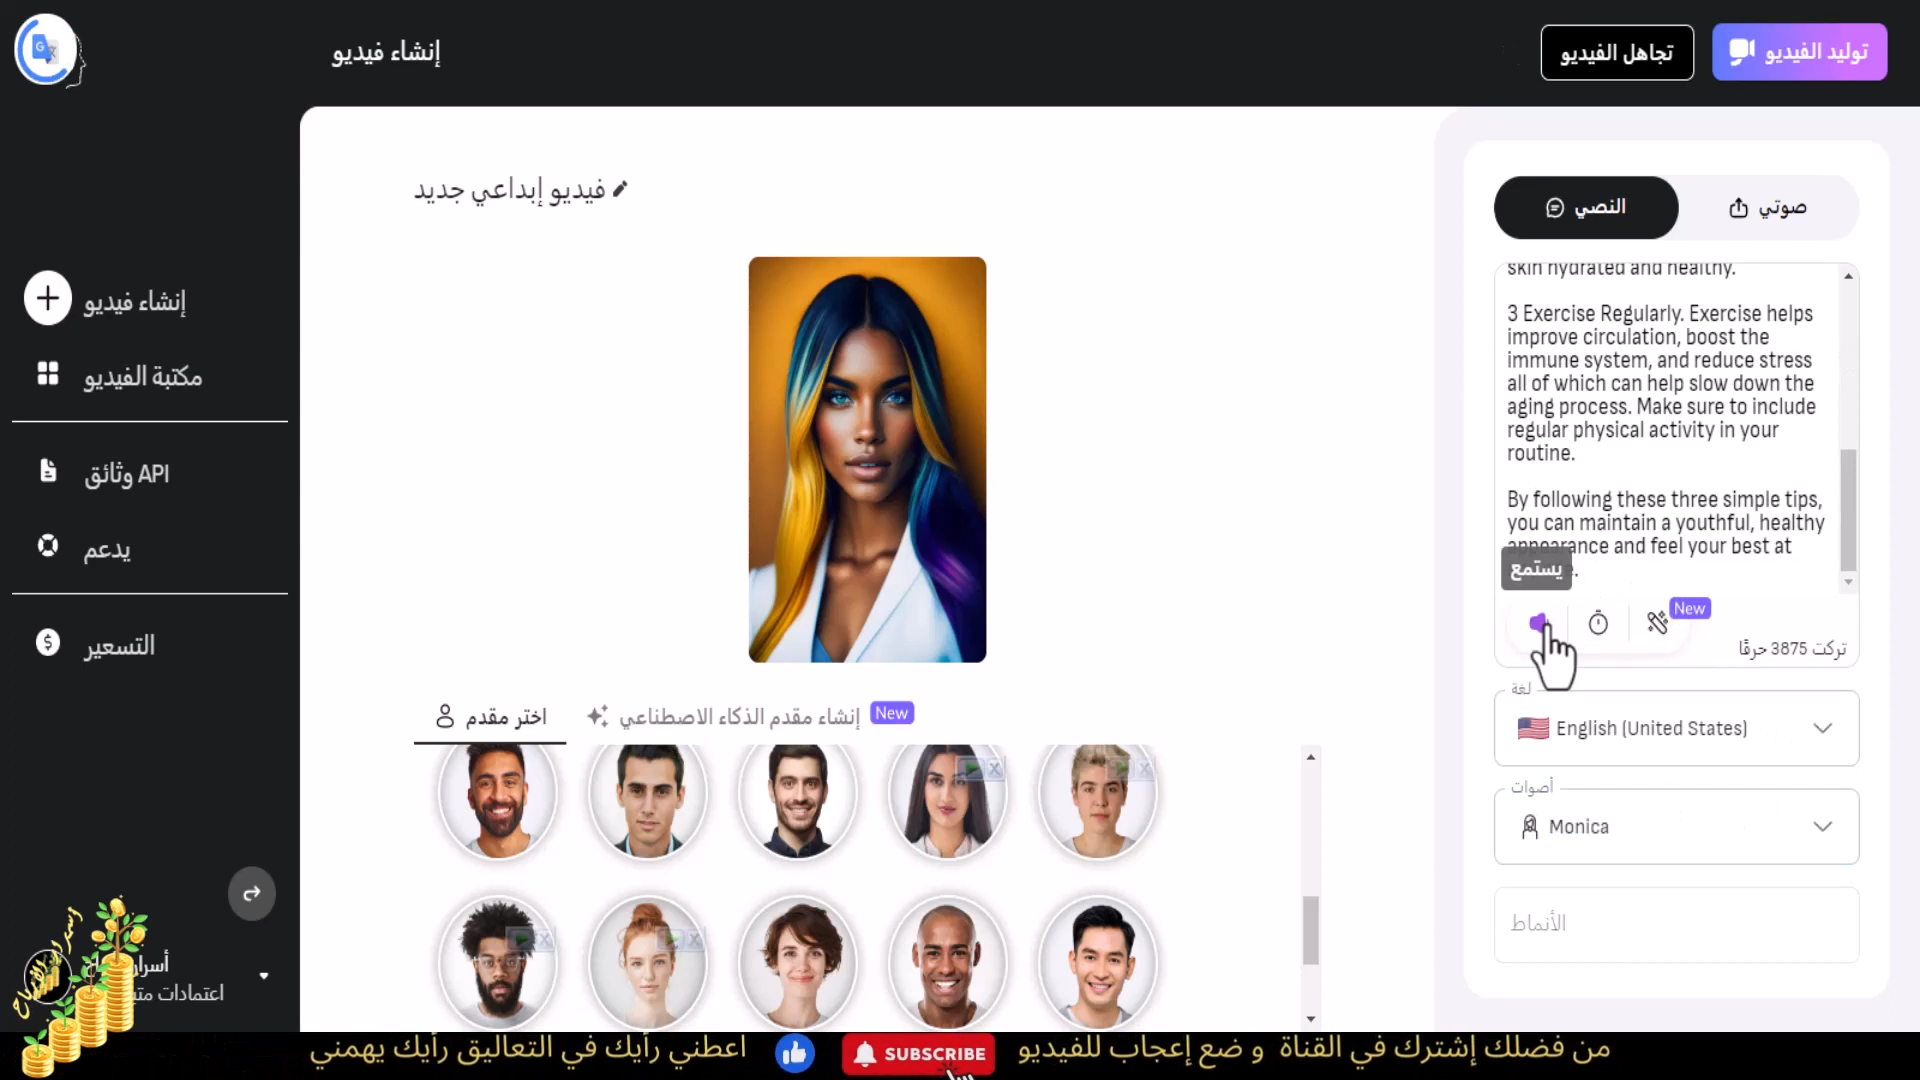 إنشاء فيديو
تجاهل الفيديو
توليد الفيديو
فيديو إبداعي جديد
النصي
صوتي
skin hydrated and healthy.
3 Exercise Regularly. Exercise helps
improve circulation, boost the
immune system, and reduce stress
all of which can help slow down the
aging process. Make sure to include
regular physical activity in your
routine.
By following these three simple tips,
you can maintain a youthful, healthy
appearance and feel your best at
يستمع
New
تركت 3875 حرفًا
لغة
English (United States)
أصوات
Monica
الأنماط
إنشاء فيديو
مكتبة الفيديو
وثائق API
يدعم
التسعير
اختر مقدم
إنشاء مقدم الذكاء الاصطناعي
New
أسرار
اعتمادات
من فضلك إشترك في القناة و ضع إعجاب للفيديو
SUBSCRIBE
اعطني رأيك في التعاليق رأيك يهمني